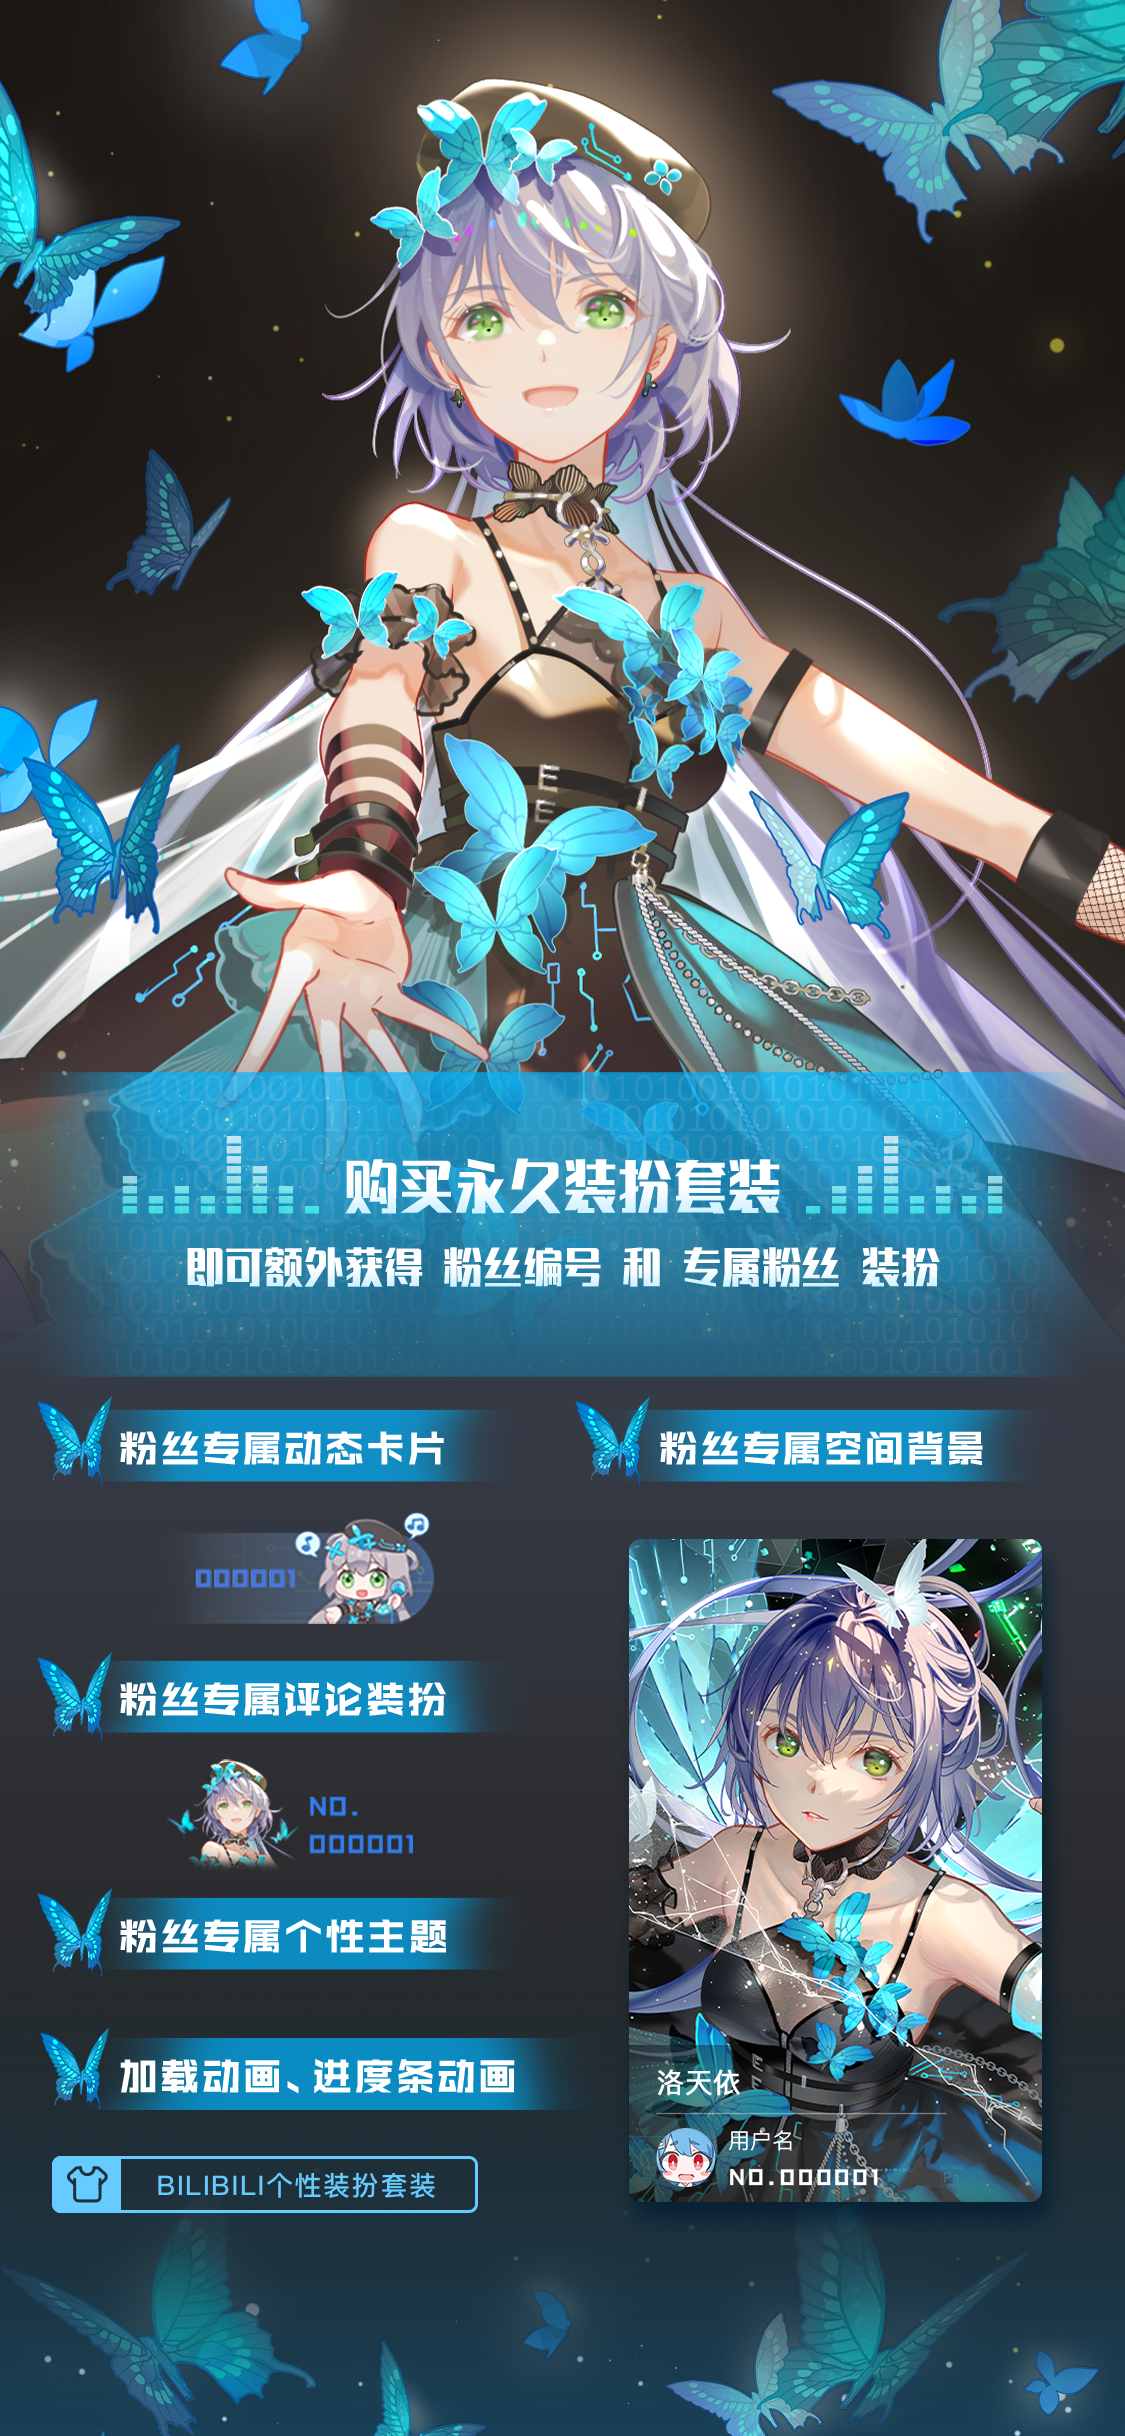 购买永久装扮套装
即可额外获得 粉丝编号 和 专属粉丝 装扮
粉丝专属动态卡片
粉丝专属空间背景
000001
粉丝专属评论装扮
NO.
000001
粉丝专属个性主题
加载动画、进度条动画
BILIBILI个性装扮套装
洛天依
用户名
NO.000001